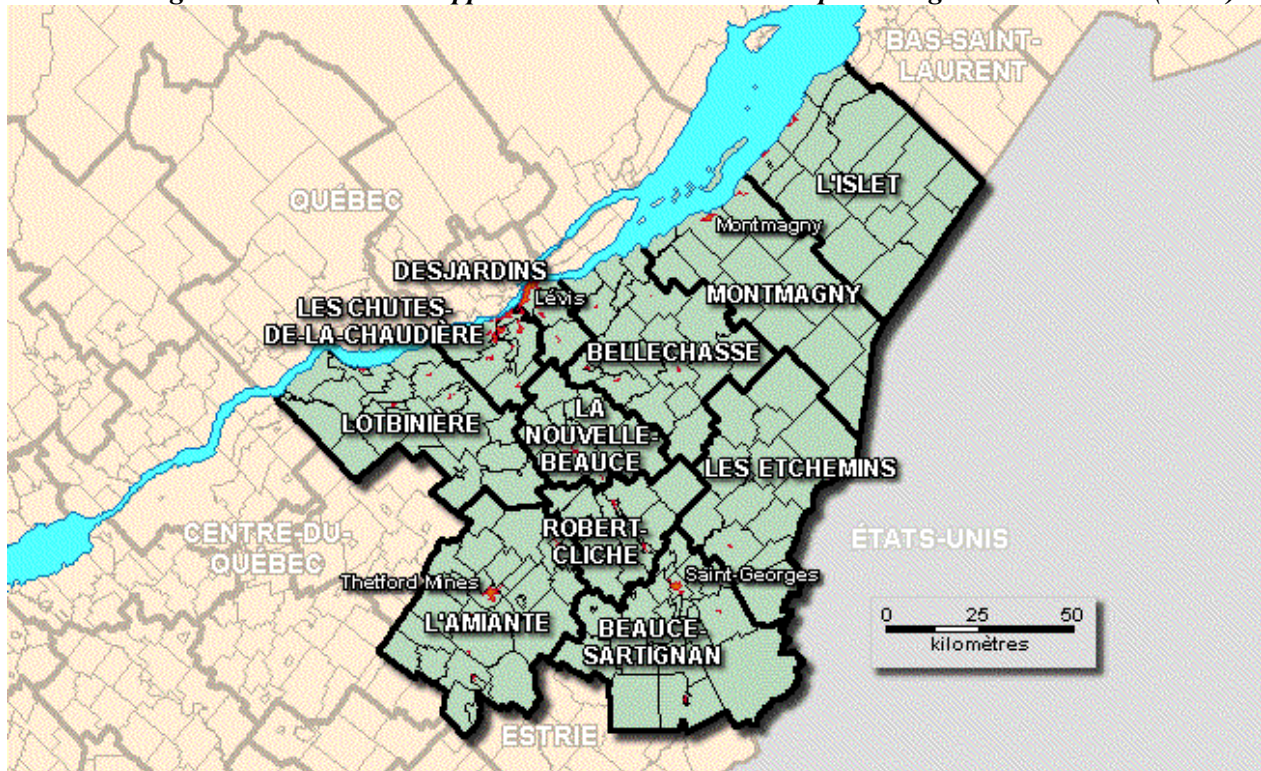 BAS-SAINT-
LAURENT
L'ISLET
QUÉBEC
Montmagny
DESJARDINS
Lévis
MONTMAGNY
LES CHUTES-
DE-LA-CHAUDIÈRE
BELLECHASSE
LOTBINIÈRE
LA
NOUVELLE-
BEAUCE
LES ETCHEMINS
CENTRE-DU-
QUÉBEC
ROBERT-
CLICHE
ÉTATS-UNIS
Thetford Mines
Saint-Georges
L'AMIANTE
BEAUCE-
SARTIGNAN
0 25 50
kilomètres
ESTRIE